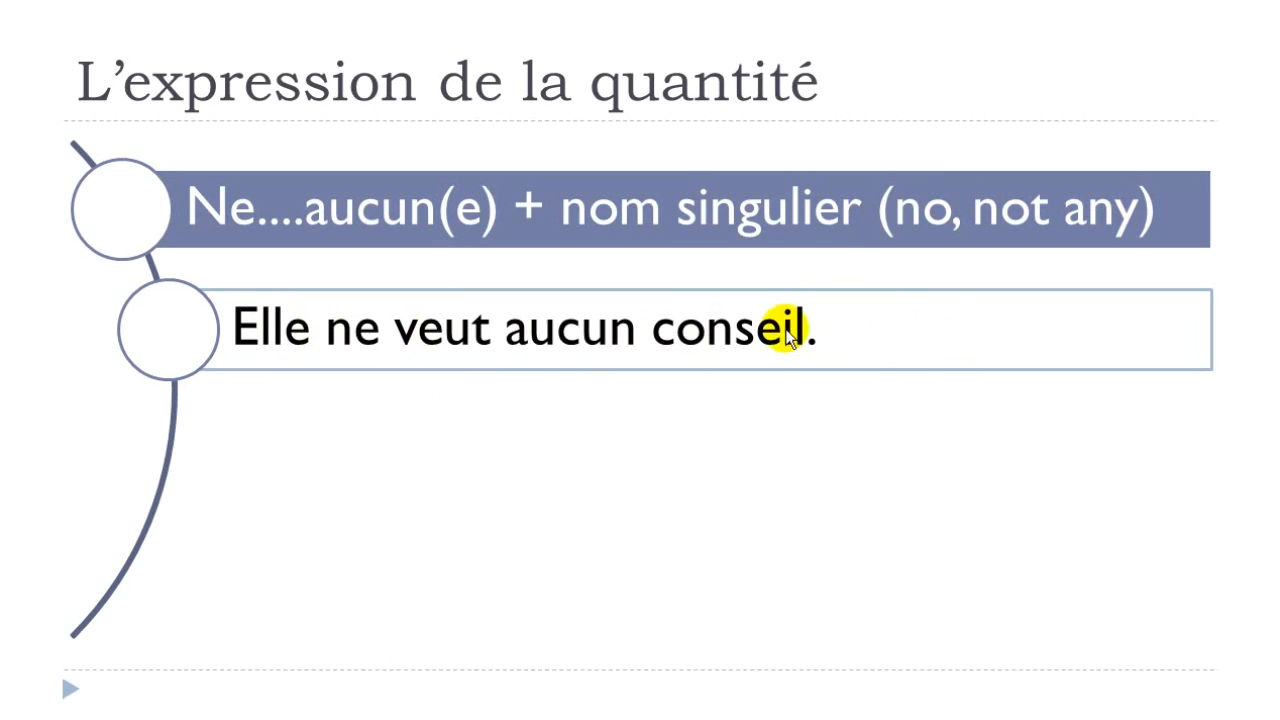 L’expression de la quantité
Ne....aucun(e) + nom singulier (no, not any)
Elle ne veut aucun conseil.